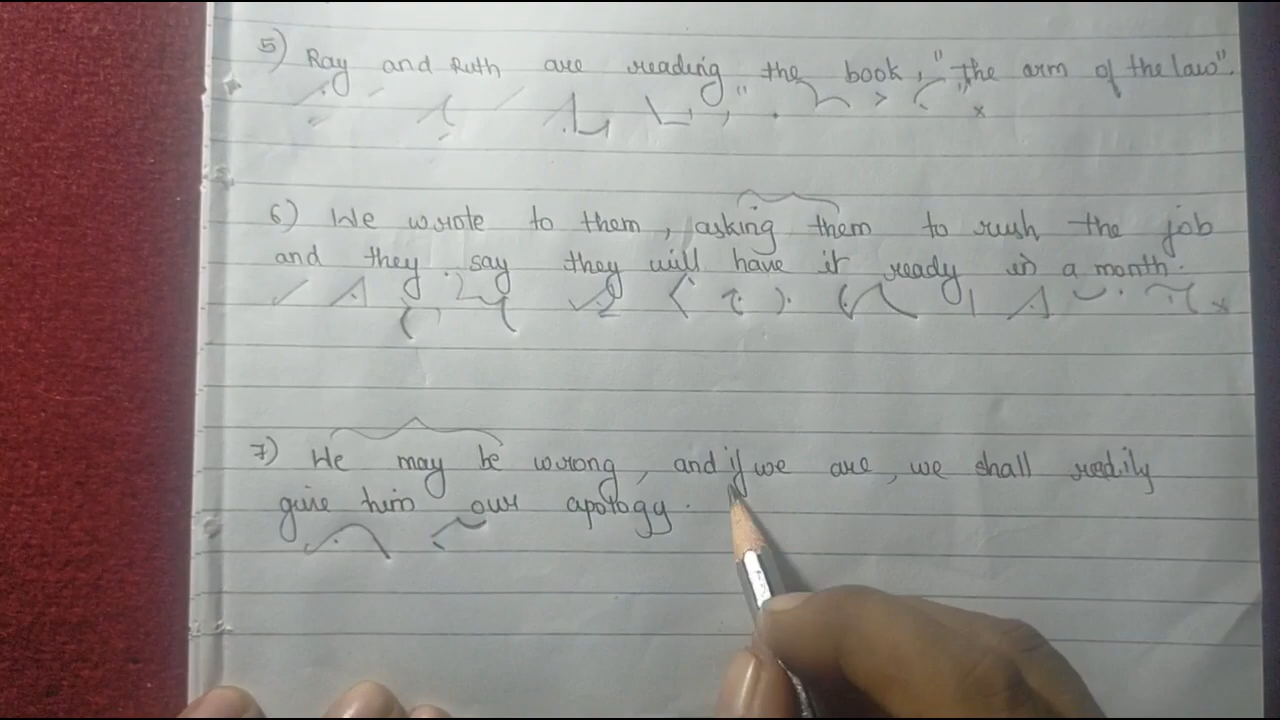 5) Ray and Ruth are reading the book, "The arm of the law".
6) We wrote to them, asking them to rush the job
and they say they will have it ready in a month.
7) We may be wrong, and if we are, we shall readily
give him our apology.